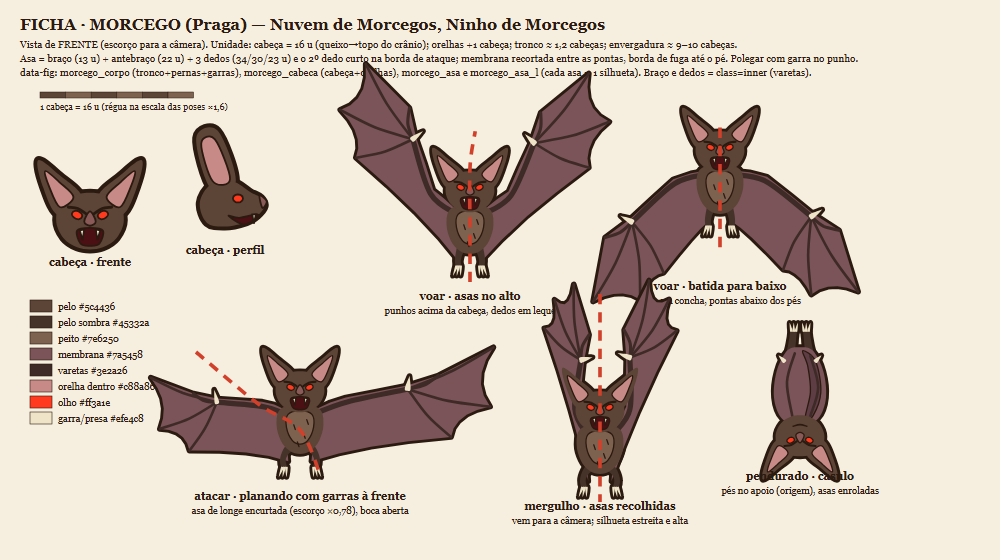 FICHA · MORCEGO (Praga) — Nuvem de Morcegos, Ninho de Morcegos
Vista de FRENTE (escorço para a câmera). Unidade: cabeça = 16 u (queixo→topo do crânio); orelhas +1 cabeça; tronco ≈ 1,2 cabeças; envergadura ≈ 9–10 cabeças.
Asa = braço (13 u) + antebraço (22 u) + 3 dedos (34/30/23 u) e o 2º dedo curto na borda de ataque; membrana recortada entre as pontas, borda de fuga até o pé. Polegar com garra no punho.
data-fig: morcego_corpo (tronco+pernas+garras), morcego_cabeca (cabeça+orelhas), morcego_asa e morcego_asa_l (cada asa 1 silhueta). Braço e dedos = class=inner (varetas).
1 cabeça = 16 u (régua na escala das poses ×1,6)
cabeça · frente
cabeça · perfil
voar · asas no alto
punhos acima da cabeça, dedos em leque
voar · batida para baixo
concha, pontas abaixo dos pés
pelo #5c4436
pelo sombra #45332a
peito #7e6250
membrana #7a5458
varetas #3e2a26
orelha dentro #c88a86
olho #ff3a1e
garra/presa #efe4c8
atacar · planando com garras à frente
asa de longe encurtada (escorço ×0,78), boca aberta
mergulho · asas recolhidas
vem para a câmera; silhueta estreita e alta
pendurado · casulo
pés no apoio (origem), asas enroladas